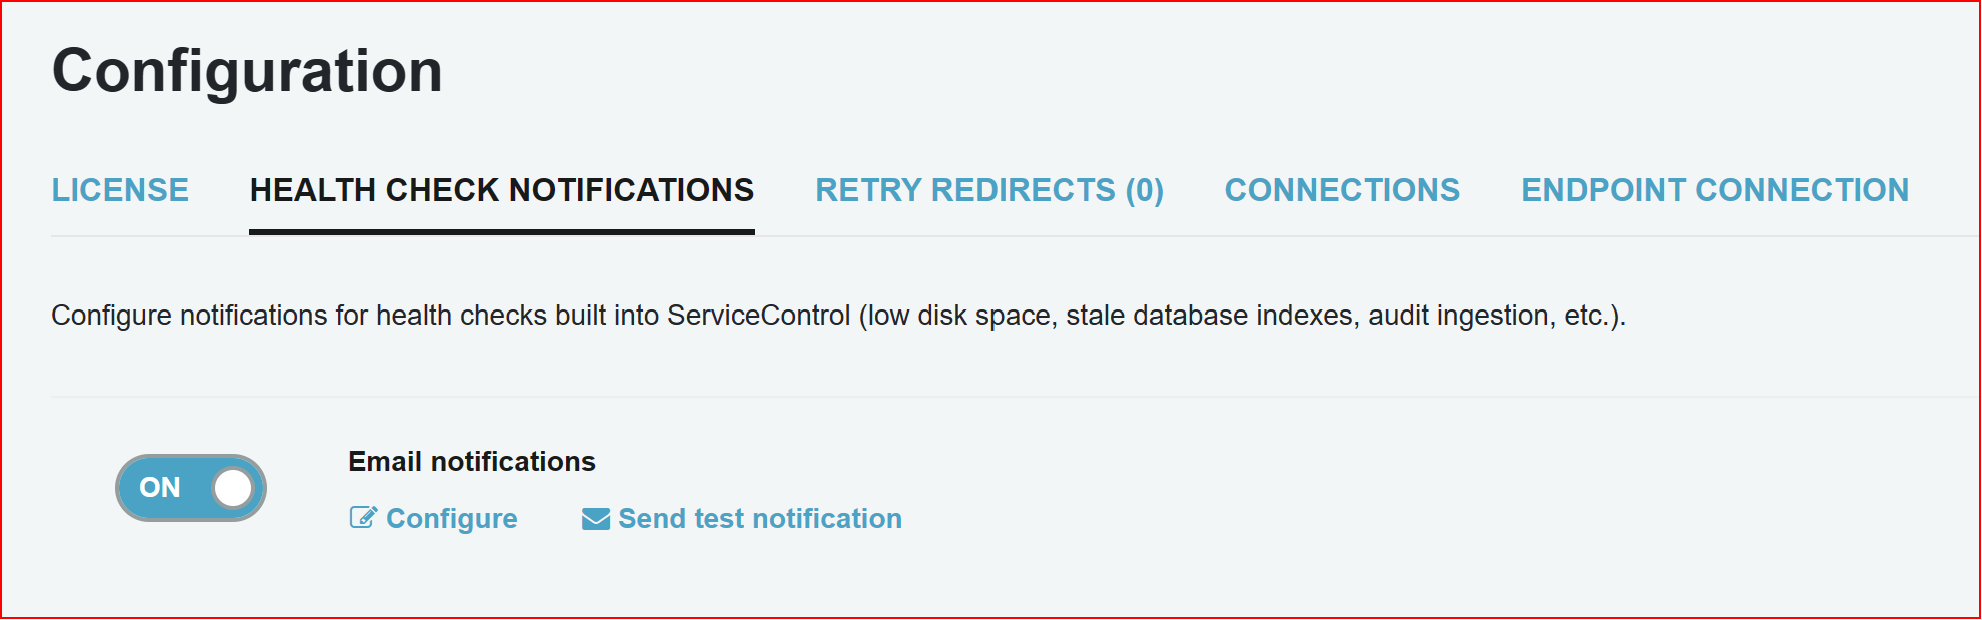 Configuration
LICENSE HEALTH CHECK NOTIFICATIONS RETRY REDIRECTS (0) CONNECTIONS ENDPOINT CONNECTION
Configure notifications for health checks built into ServiceControl (low disk space, stale database indexes, audit ingestion, etc.).
Email notifications
ON
Configure Send test notification